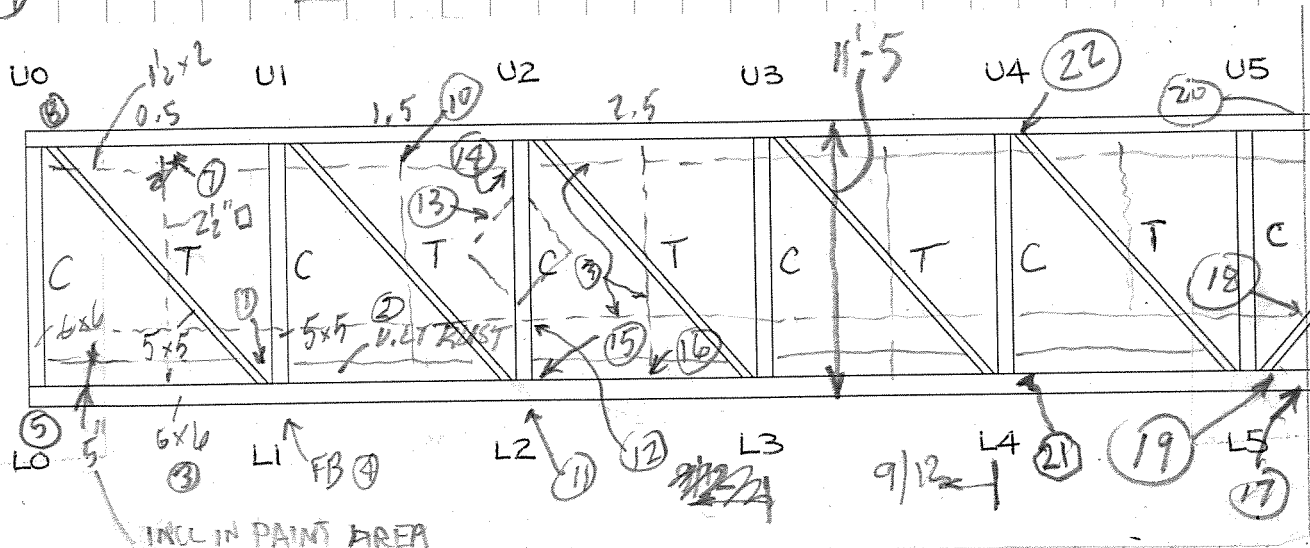 U0 U1 U2 U3 11'-5 U4 22 U5
1½x2
8 0.5 1.5 10 2.5 20
14
7
2½"□ 13
C T C T C 3 T C T C T C
1 18
6x6 5x5 5x5 2 15 16
5 6x6 12 19
L0 5" L1 L2 L3 L4 21 L5
3 FB 4 11 9/12 17
INCL IN PAINT AREA